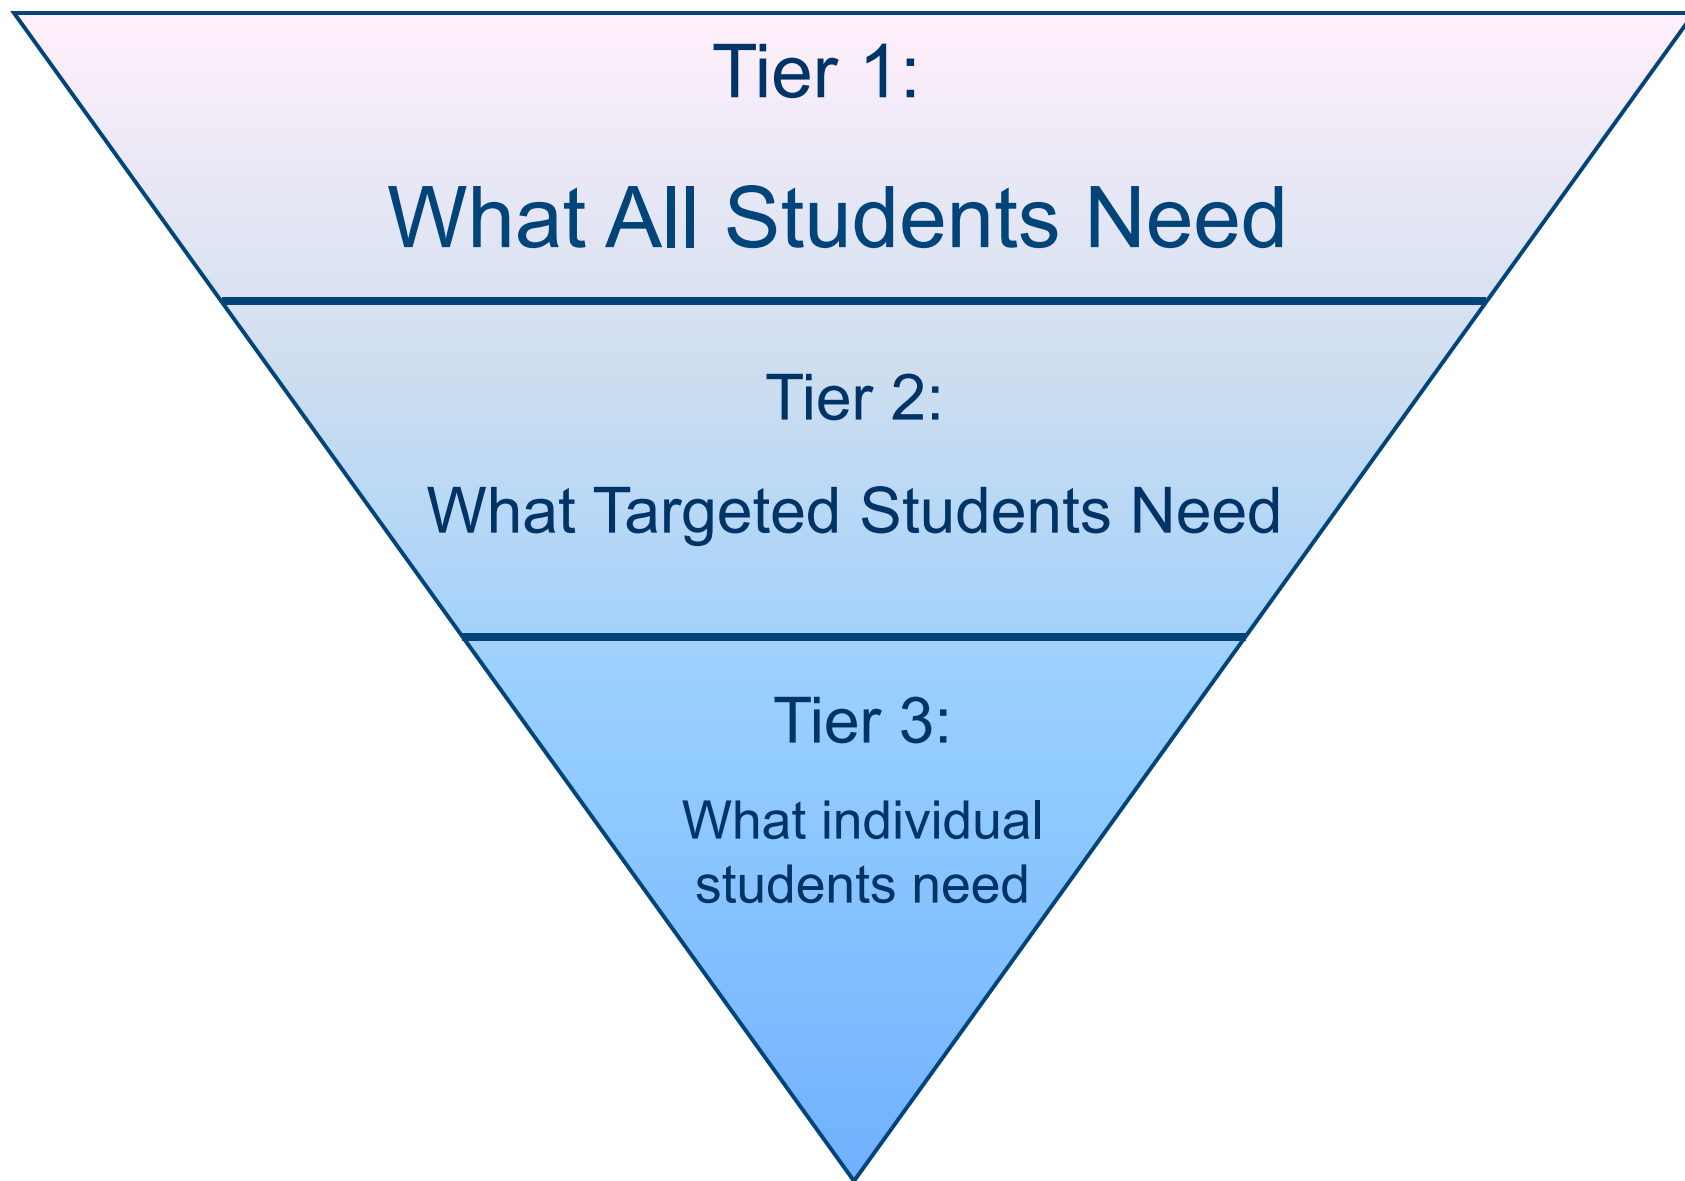 Tier 1:
What All Students Need
Tier 2:
What Targeted Students Need
Tier 3:
What individual
students need